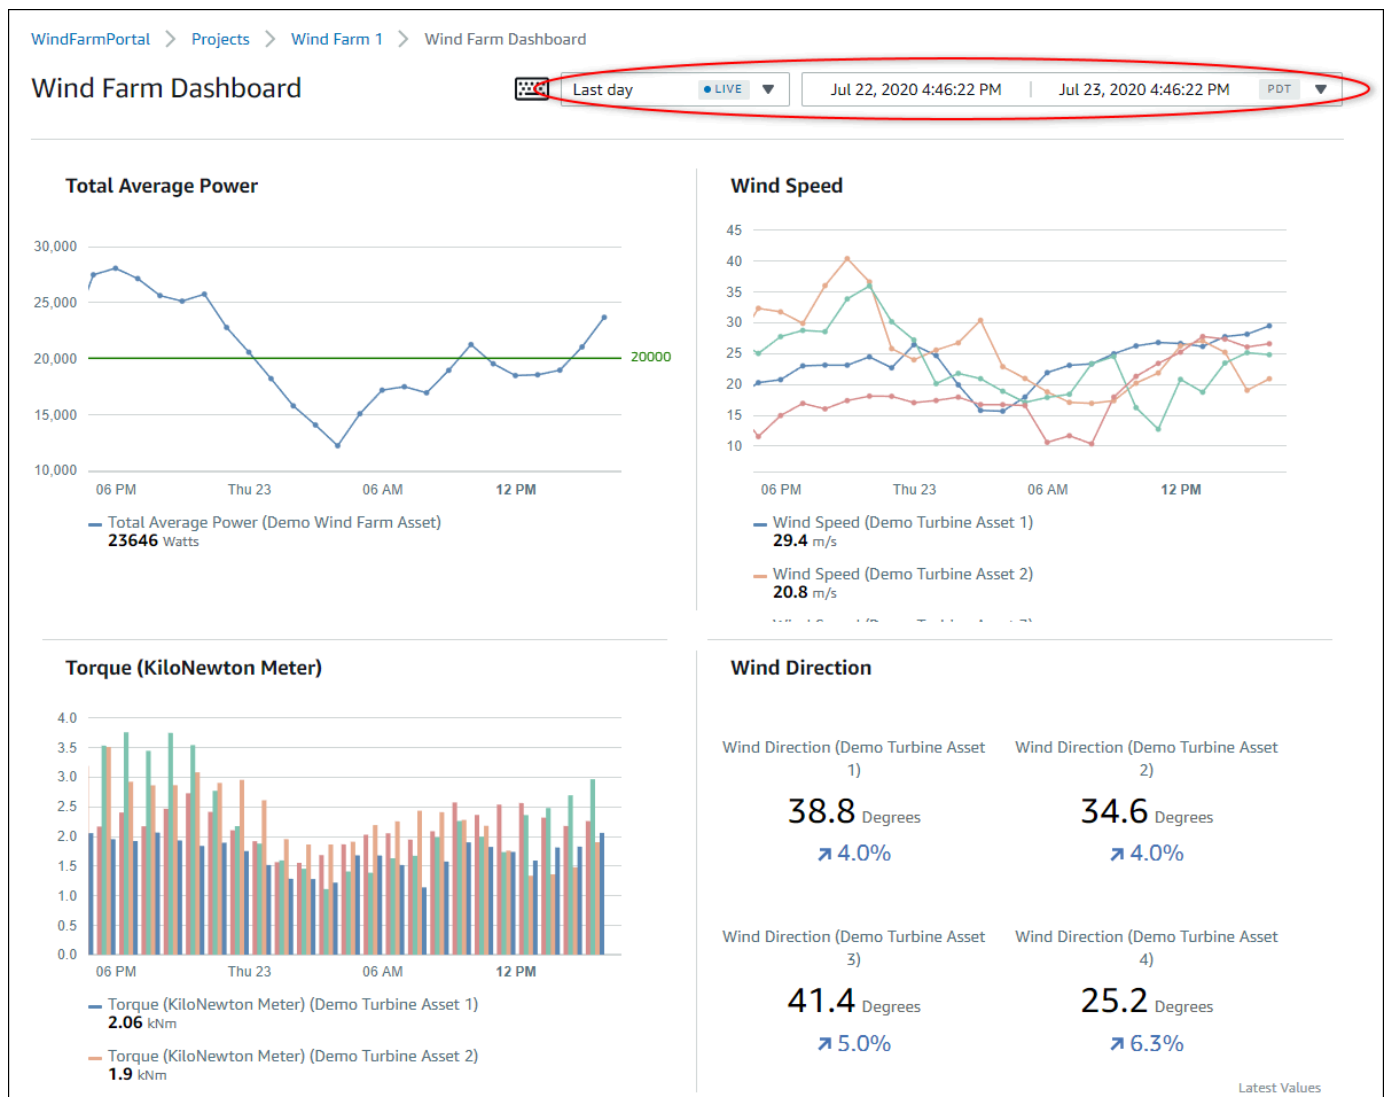 WindFarmPortal > Projects > Wind Farm 1 > Wind Farm Dashboard
Wind Farm Dashboard
Last day LIVE Jul 22, 2020 4:46:22 PM Jul 23, 2020 4:46:22 PM PDT
Total Average Power
30,000
25,000
20,000
15,000
10,000
20000
06 PM Thu 23 06 AM 12 PM
Total Average Power (Demo Wind Farm Asset)
23646 Watts
Wind Speed
45
40
35
30
25
20
15
10
06 PM Thu 23 06 AM 12 PM
Wind Speed (Demo Turbine Asset 1)
29.4 m/s
Wind Speed (Demo Turbine Asset 2)
20.8 m/s
Torque (KiloNewton Meter)
4.0
3.5
3.0
2.5
2.0
1.5
1.0
0.5
0.0
06 PM Thu 23 06 AM 12 PM
Torque (KiloNewton Meter) (Demo Turbine Asset 1)
2.06 kNm
Torque (KiloNewton Meter) (Demo Turbine Asset 2)
1.9 kNm
Wind Direction
Wind Direction (Demo Turbine Asset
1)
38.8 Degrees
4.0%
Wind Direction (Demo Turbine Asset
2)
34.6 Degrees
4.0%
Wind Direction (Demo Turbine Asset
3)
41.4 Degrees
5.0%
Wind Direction (Demo Turbine Asset
4)
25.2 Degrees
6.3%
Latest Values